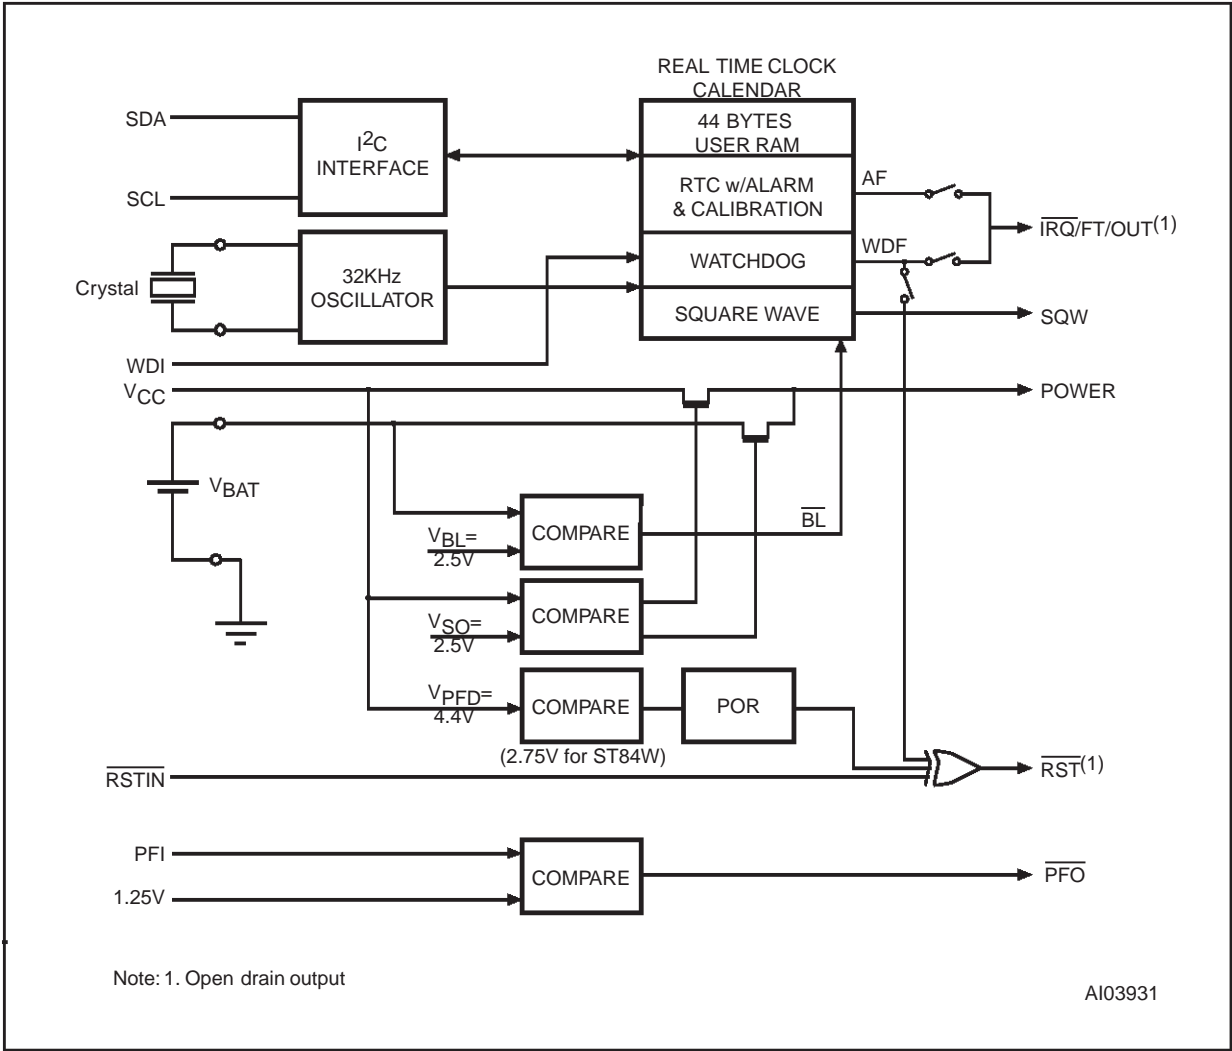 REAL TIME CLOCK
CALENDAR
SDA
SCL
I2C
INTERFACE
44 BYTES
USER RAM
RTC w/ALARM
& CALIBRATION
AF
IRQ/FT/OUT(1)
WATCHDOG
WDF
Crystal
32KHz
OSCILLATOR
SQUARE WAVE
SQW
WDI
VCC
POWER
VBAT
VBL=
2.5V
COMPARE
BL
VSO=
2.5V
COMPARE
VPFD=
4.4V
COMPARE
POR
(2.75V for ST84W)
RSTIN
RST(1)
PFI
1.25V
COMPARE
PFO
Note: 1. Open drain output
AI03931